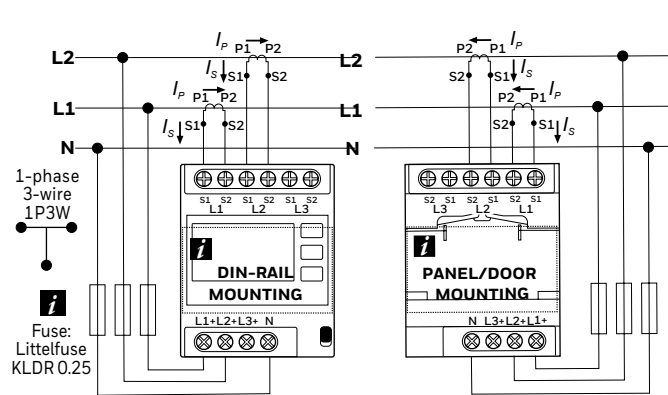 I_P P1 P2
L2
I_S S1 S2
I_P P1 P2
L1
I_S S1 S2
N
1-phase
3-wire
1P3W
i
Fuse:
Littelfuse
KLDR 0.25
S1 S2 S1 S2 S1 S2
L1 L2 L3
i
DIN-RAIL
MOUNTING
L1+ L2+ L3+ N
P2 P1 I_P
L2
S2 S1 I_S
P2 P1 I_P
L1
S2 S1 I_S
N
S2 S1 S2 S1 S2 S1
L3 L2 L1
i
PANEL/DOOR
MOUNTING
N L3+ L2+ L1+